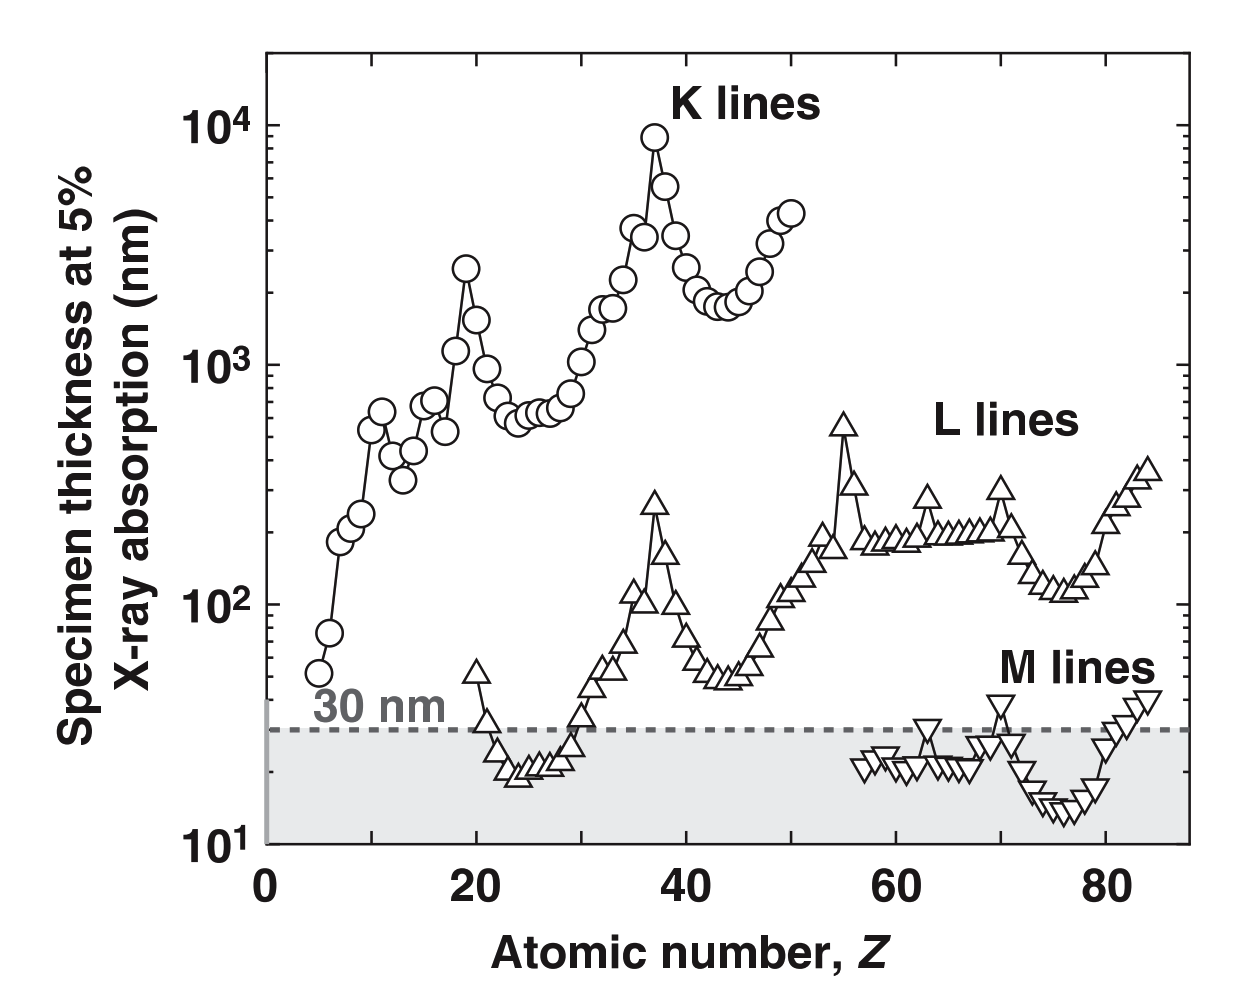 Specimen thickness at 5%
X-ray absorption (nm)
10⁴
10³
10²
10¹
K lines
L lines
M lines
30 nm
0 20 40 60 80
Atomic number, Z